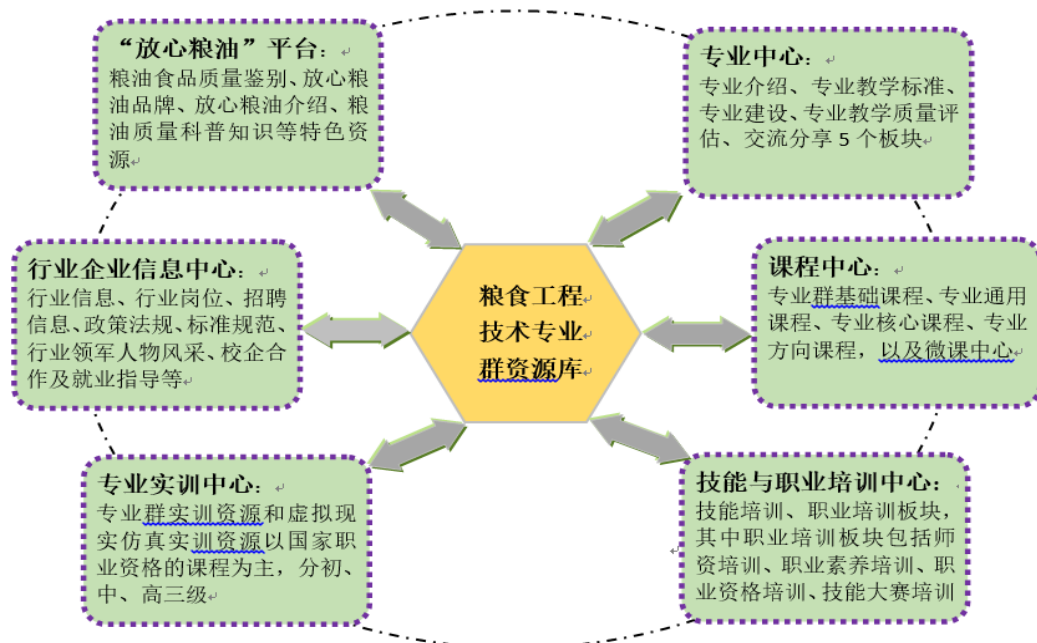 “放心粮油”平台：
粮油食品质量鉴别、放心粮
油品牌、放心粮油介绍、粮
油质量科普知识等特色资
源
专业中心：
专业介绍、专业教学标准、
专业建设、专业教学质量评
估、交流分享 5 个板块
行业企业信息中心：
行业信息、行业岗位、招聘
信息、政策法规、标准规范、
行业领军人物风采、校企合
作及就业指导等
粮食工程
技术专业
群资源库
课程中心：
专业群基础课程、专业通用
课程、专业核心课程、专业
方向课程，以及微课中心
专业实训中心：
专业群实训资源和虚拟现
实仿真实训资源以国家职
业资格的课程为主，分初、
中、高三级
技能与职业培训中心：
技能培训、职业培训板块，
其中职业培训板块包括师
资培训、职业素养培训、职
业资格培训、技能大赛培训